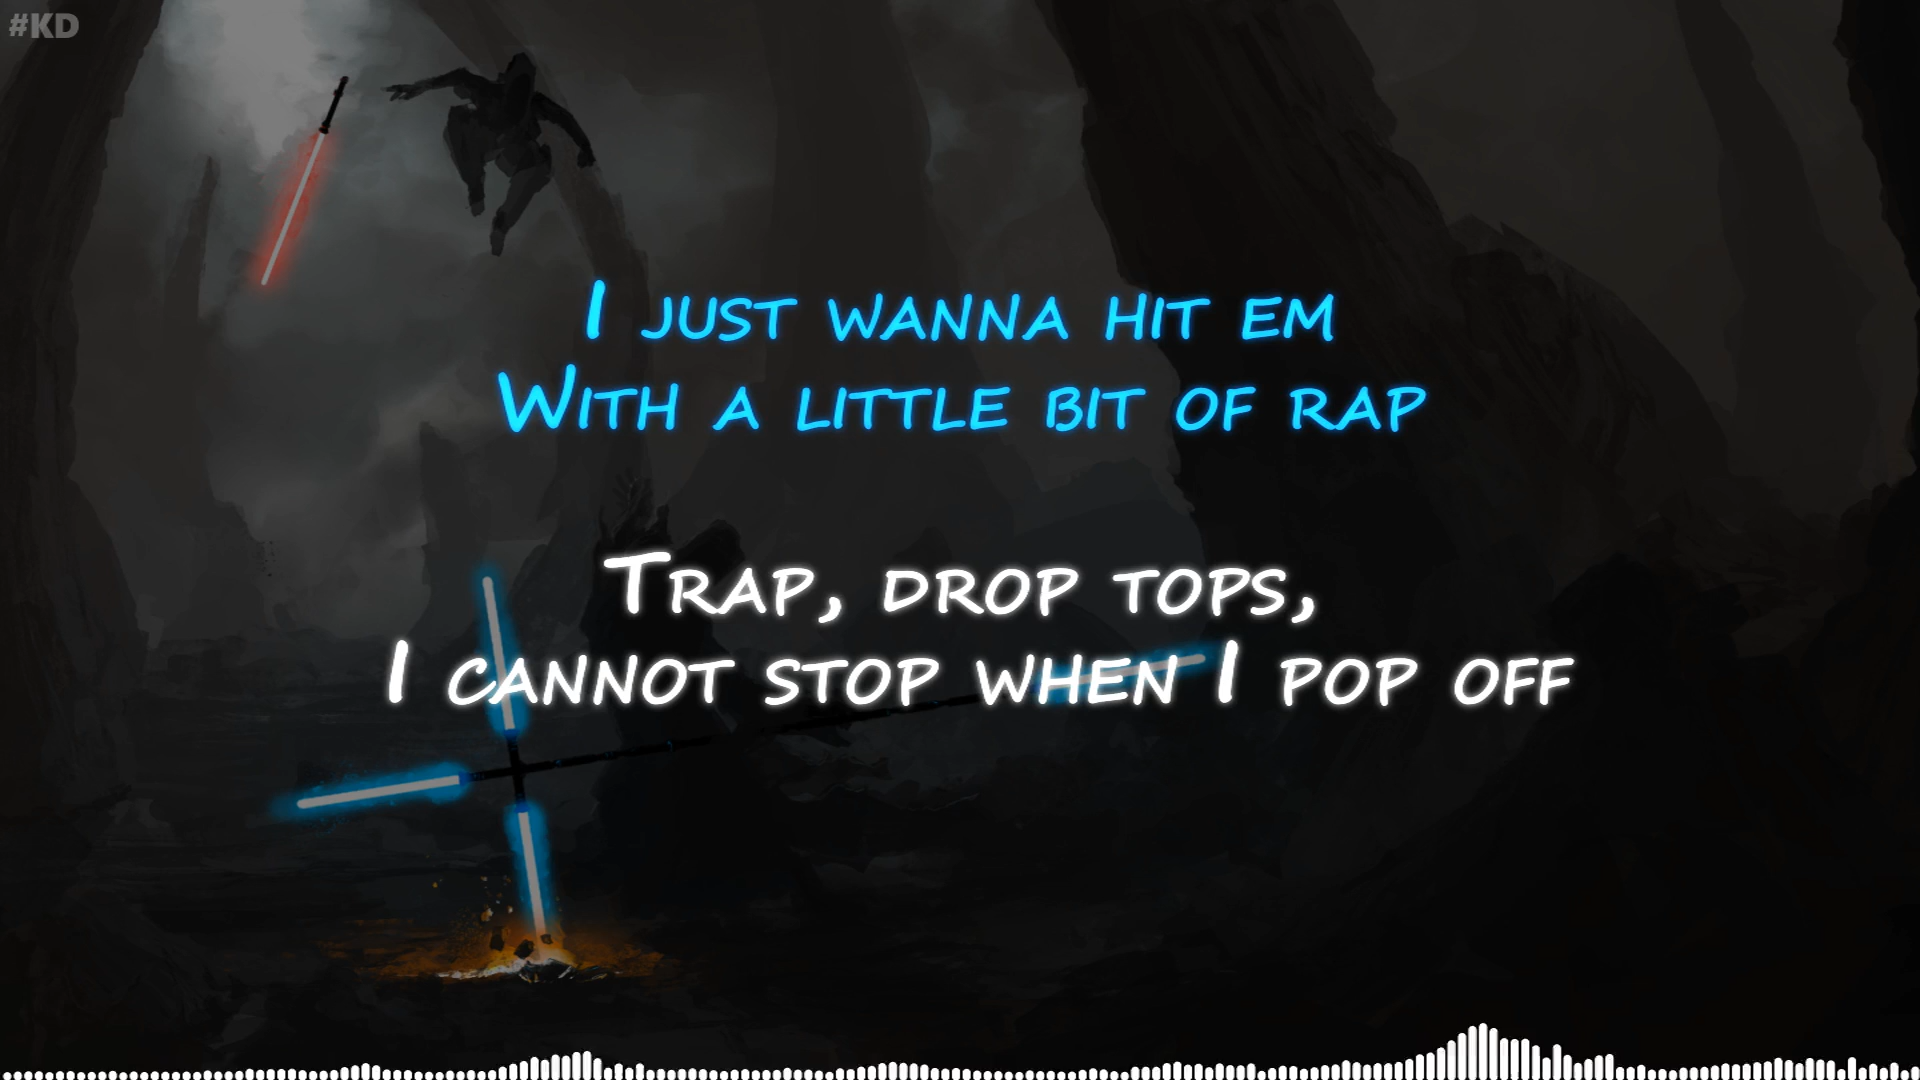 #KD
I just wanna hit em
With a little bit of rap
Trap, drop tops,
I cannot stop when I pop off